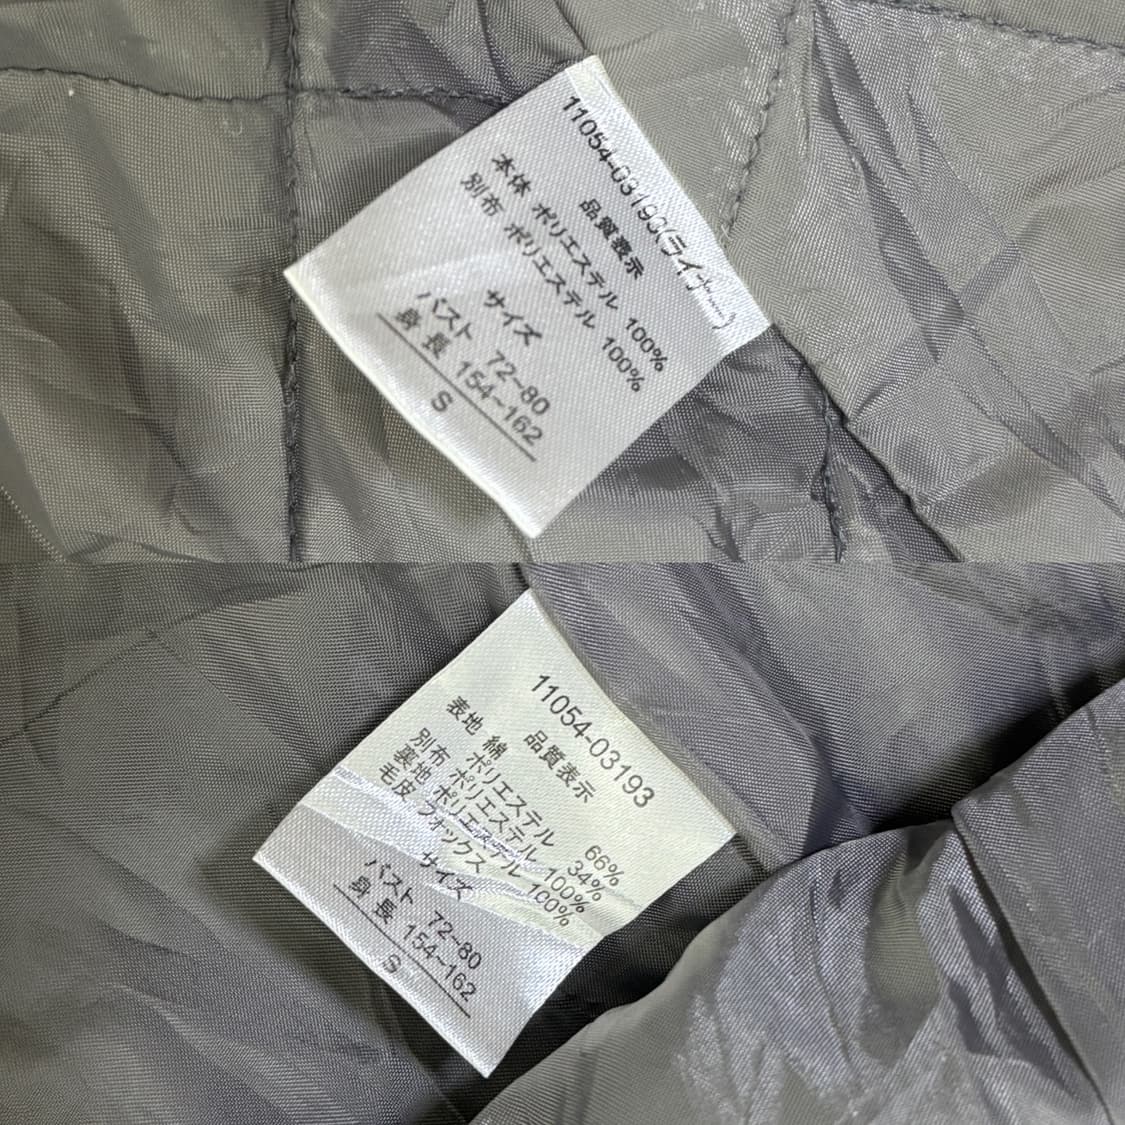 11054-03193(ライナー)
品質表示
本体 ポリエステル 100%
別布 ポリエステル 100%
サイズ
バスト 72~80
身長 154~162
S
11054-03193
品質表示
表地 綿 66%
ポリエステル 34%
別布 ポリエステル 100%
裏地 ポリエステル 100%
毛皮 フォックス
サイズ
バスト 72~80
身長 154~162
S